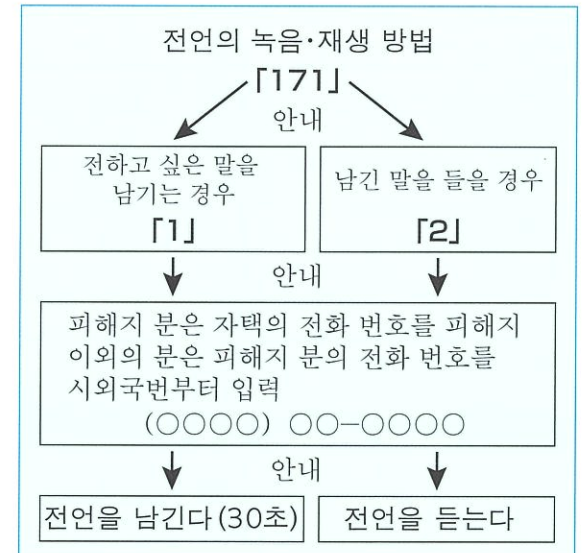 전언의 녹음·재생 방법
「171」
안내
전하고 싶은 말을
남기는 경우
「1」
남긴 말을 들을 경우
「2」
안내
피해지 분은 자택의 전화 번호를 피해지
이외의 분은 피해지 분의 전화 번호를
시외국번부터 입력
(○○○○) ○○-○○○○
안내
전언을 남긴다 (30초)
전언을 듣는다